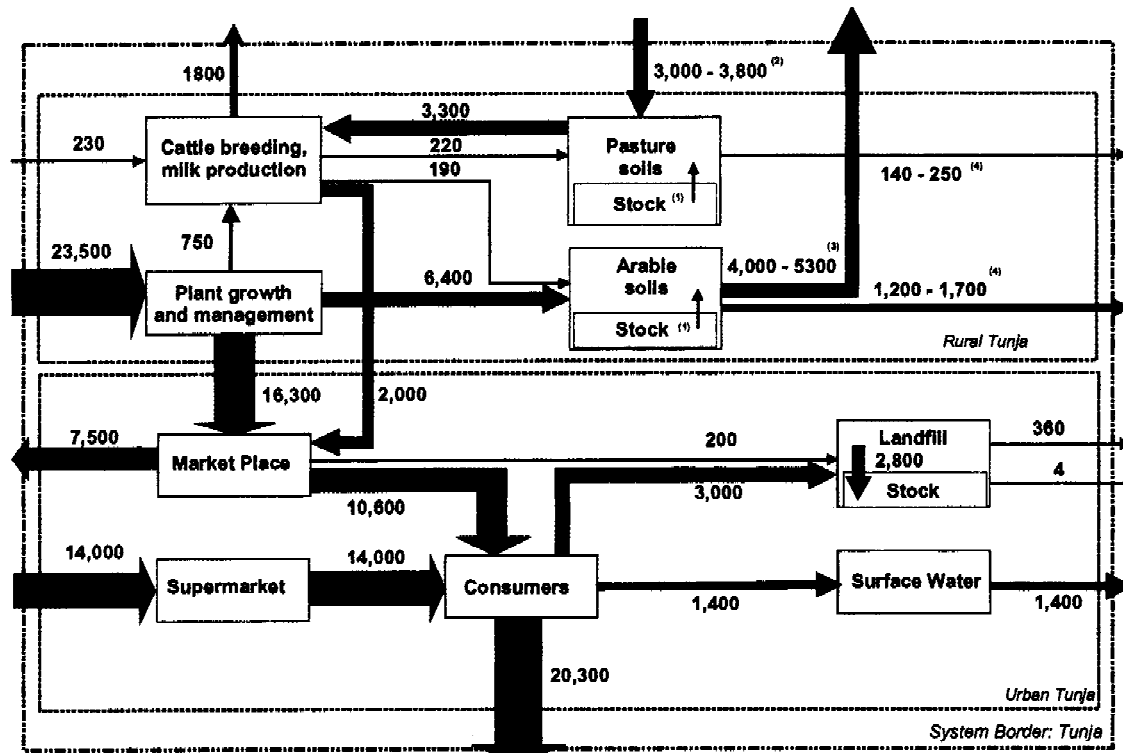 1800
3,000 - 3,800 (2)
3,300
230
Cattle breeding,
milk production
220
190
Pasture
soils
Stock (1)
140 - 250 (4)
23,500
750
Plant growth
and management
6,400
Arable
soils
Stock (1)
4,000 - 5300 (3)
1,200 - 1,700 (4)
Rural Tunja
16,300
2,000
7,500
Market Place
200
Landfill
2,800
Stock
360
4
10,600
3,000
14,000
Supermarket
14,000
Consumers
1,400
Surface Water
1,400
20,300
Urban Tunja
System Border: Tunja